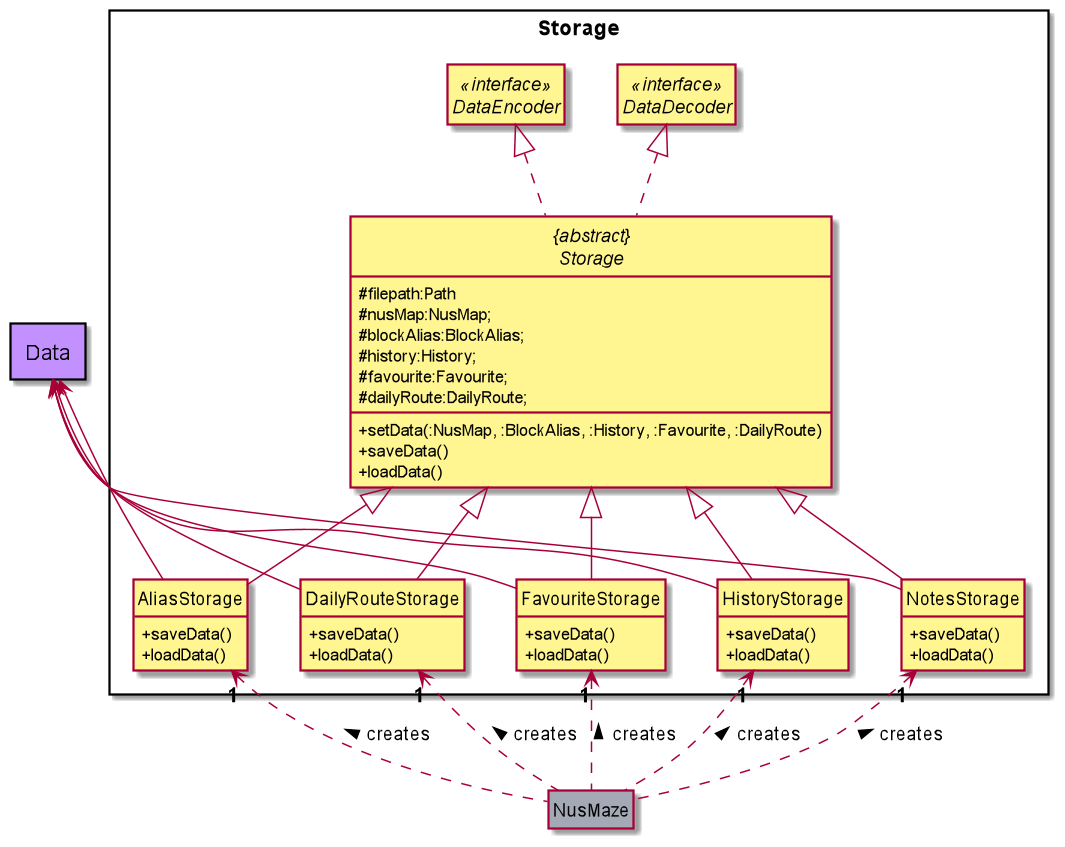 Storage
«interface»
DataEncoder
«interface»
DataDecoder
{abstract}
Storage
#filepath:Path
#nusMap:NusMap;
#blockAlias:BlockAlias;
#history:History;
#favourite:Favourite;
#dailyRoute:DailyRoute;
+setData(:NusMap, :BlockAlias, :History, :Favourite, :DailyRoute)
+saveData()
+loadData()
Data
AliasStorage
+saveData()
+loadData()
DailyRouteStorage
+saveData()
+loadData()
FavouriteStorage
+saveData()
+loadData()
HistoryStorage
+saveData()
+loadData()
NotesStorage
+saveData()
+loadData()
1
1
1
1
1
creates
creates
creates
creates
creates
NusMaze